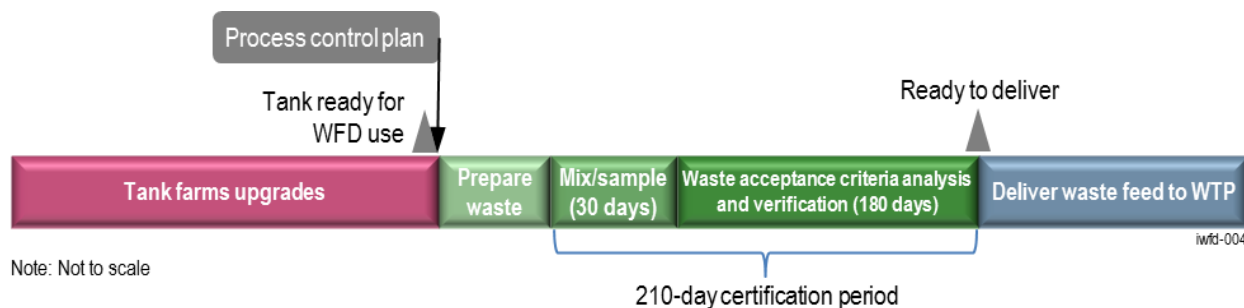 Process control plan
Tank ready for
WFD use
Ready to deliver
Tank farms upgrades
Prepare
waste
Mix/sample
(30 days)
Waste acceptance criteria analysis
and verification (180 days)
Deliver waste feed to WTP
iwfd-004
Note: Not to scale
210-day certification period